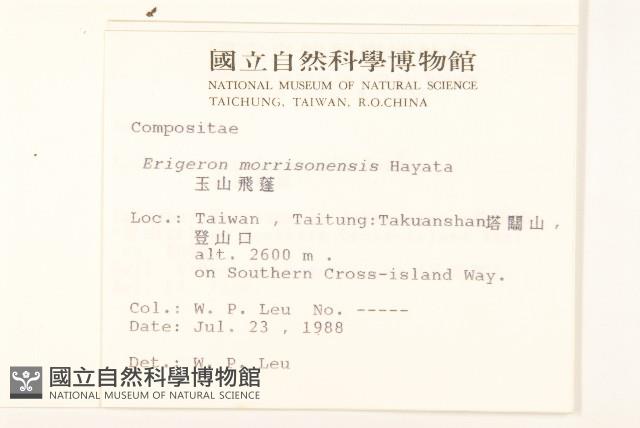 國立自然科學博物館
NATIONAL MUSEUM OF NATURAL SCIENCE
TAICHUNG, TAIWAN, R.O.CHINA
Compositae
Erigeron morrisonensis Hayata
玉山飛蓬
Loc.: Taiwan , Taitung:Takuanshan塔關山,
登山口
alt. 2600 m .
on Southern Cross-island Way.
Col.: W. P. Leu No. -----
Date: Jul. 23 , 1988
Det.: W. P. Leu
國立自然科學博物館
NATIONAL MUSEUM OF NATURAL SCIENCE